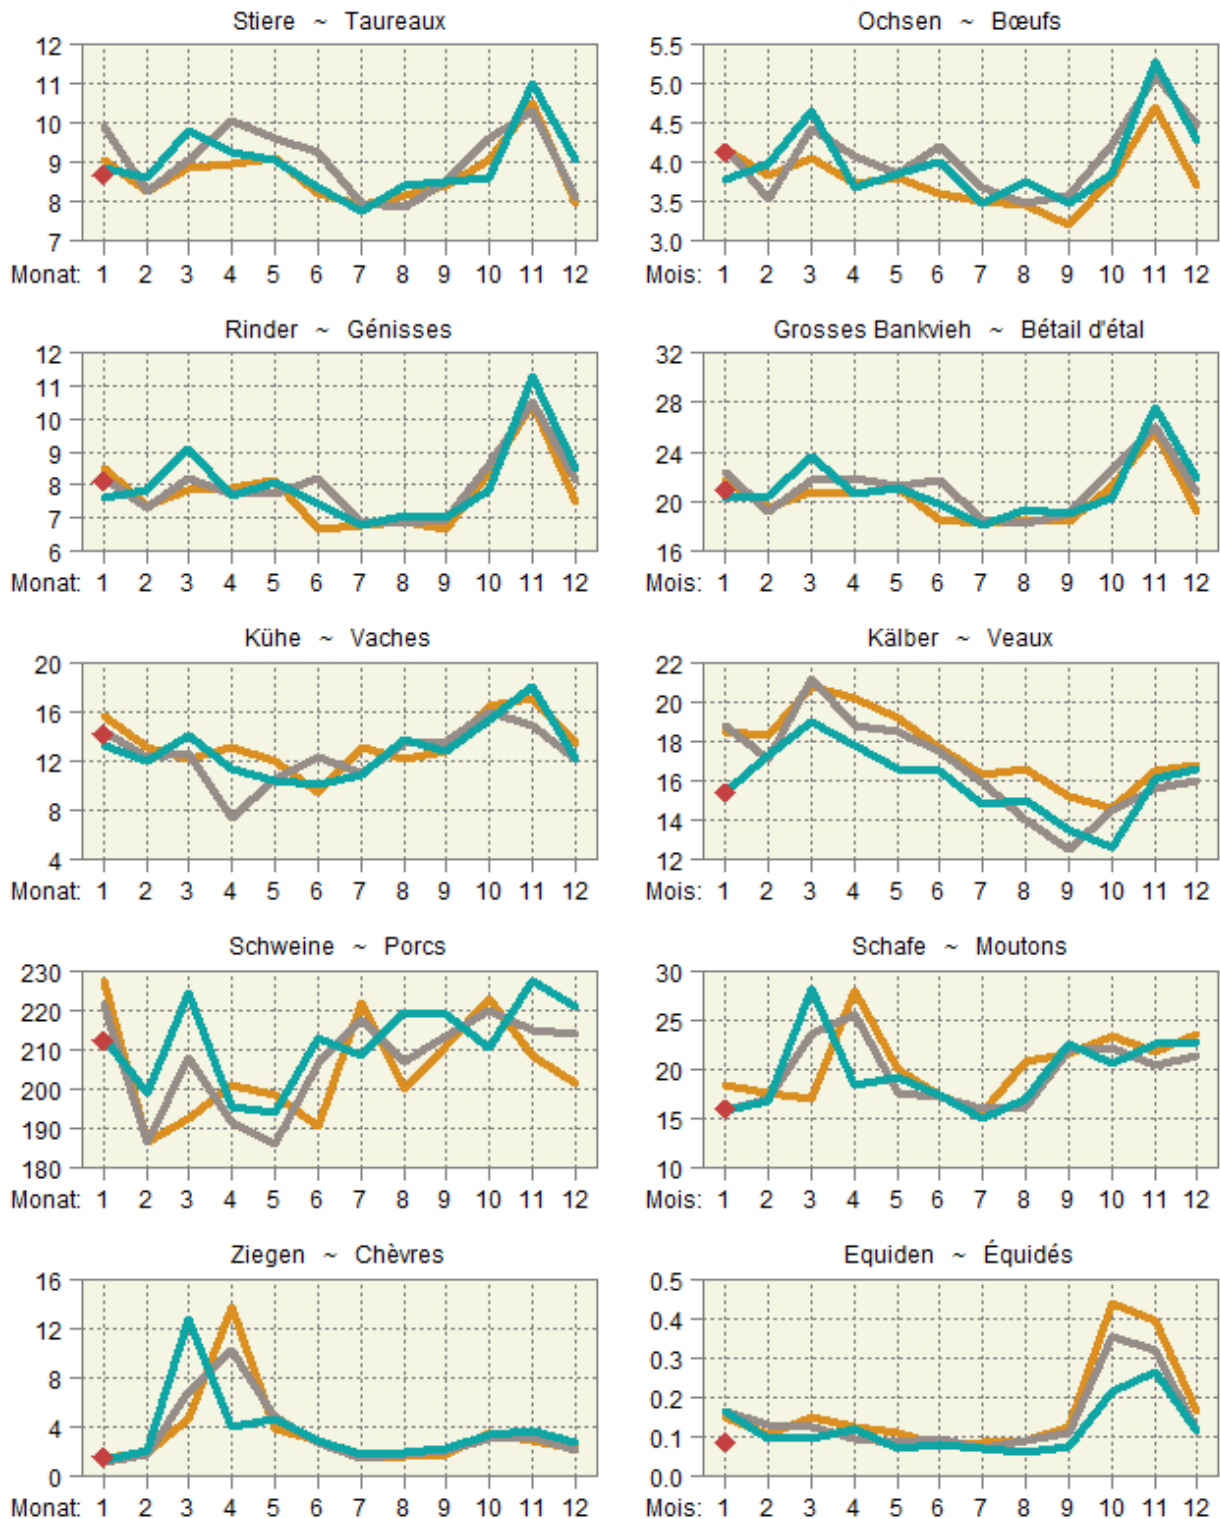 Stiere ~ Taureaux
12
11
10
9
8
7
Monat: 1 2 3 4 5 6 7 8 9 10 11 12
Ochsen ~ Bœufs
5.5
5.0
4.5
4.0
3.5
3.0
Mois: 1 2 3 4 5 6 7 8 9 10 11 12
Rinder ~ Génisses
12
11
10
9
8
7
6
Monat: 1 2 3 4 5 6 7 8 9 10 11 12
Grosses Bankvieh ~ Bétail d'étal
32
28
24
20
16
Mois: 1 2 3 4 5 6 7 8 9 10 11 12
Kühe ~ Vaches
20
16
12
8
4
Monat: 1 2 3 4 5 6 7 8 9 10 11 12
Kälber ~ Veaux
22
20
18
16
14
12
Mois: 1 2 3 4 5 6 7 8 9 10 11 12
Schweine ~ Porcs
230
220
210
200
190
180
Monat: 1 2 3 4 5 6 7 8 9 10 11 12
Schafe ~ Moutons
30
25
20
15
10
Mois: 1 2 3 4 5 6 7 8 9 10 11 12
Ziegen ~ Chèvres
16
12
8
4
0
Monat: 1 2 3 4 5 6 7 8 9 10 11 12
Equiden ~ Équidés
0.5
0.4
0.3
0.2
0.1
0.0
Mois: 1 2 3 4 5 6 7 8 9 10 11 12